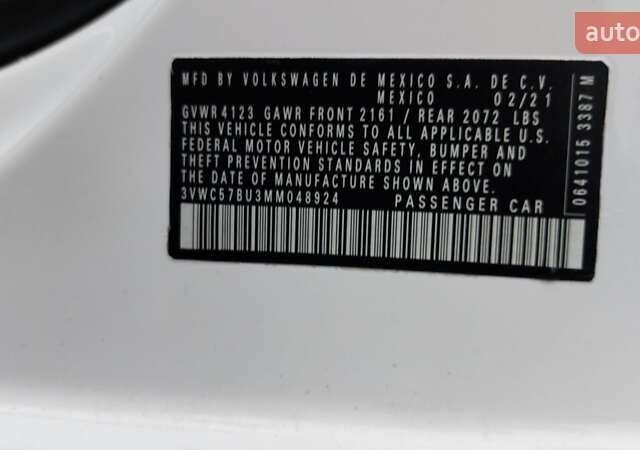 auto
MFD BY VOLKSWAGEN DE MEXICO S.A. DE C.V.
MEXICO 02/21
GVWR 4123 GAWR FRONT 2161 / REAR 2072 LBS
THIS VEHICLE CONFORMS TO ALL APPLICABLE U.S.
FEDERAL MOTOR VEHICLE SAFETY, BUMPER AND
THEFT PREVENTION STANDARDS IN EFFECT ON
THE DATE OF MANUFACTURE SHOWN ABOVE.
3VWC57BU3MM048924 PASSENGER CAR
0641015 3387 M